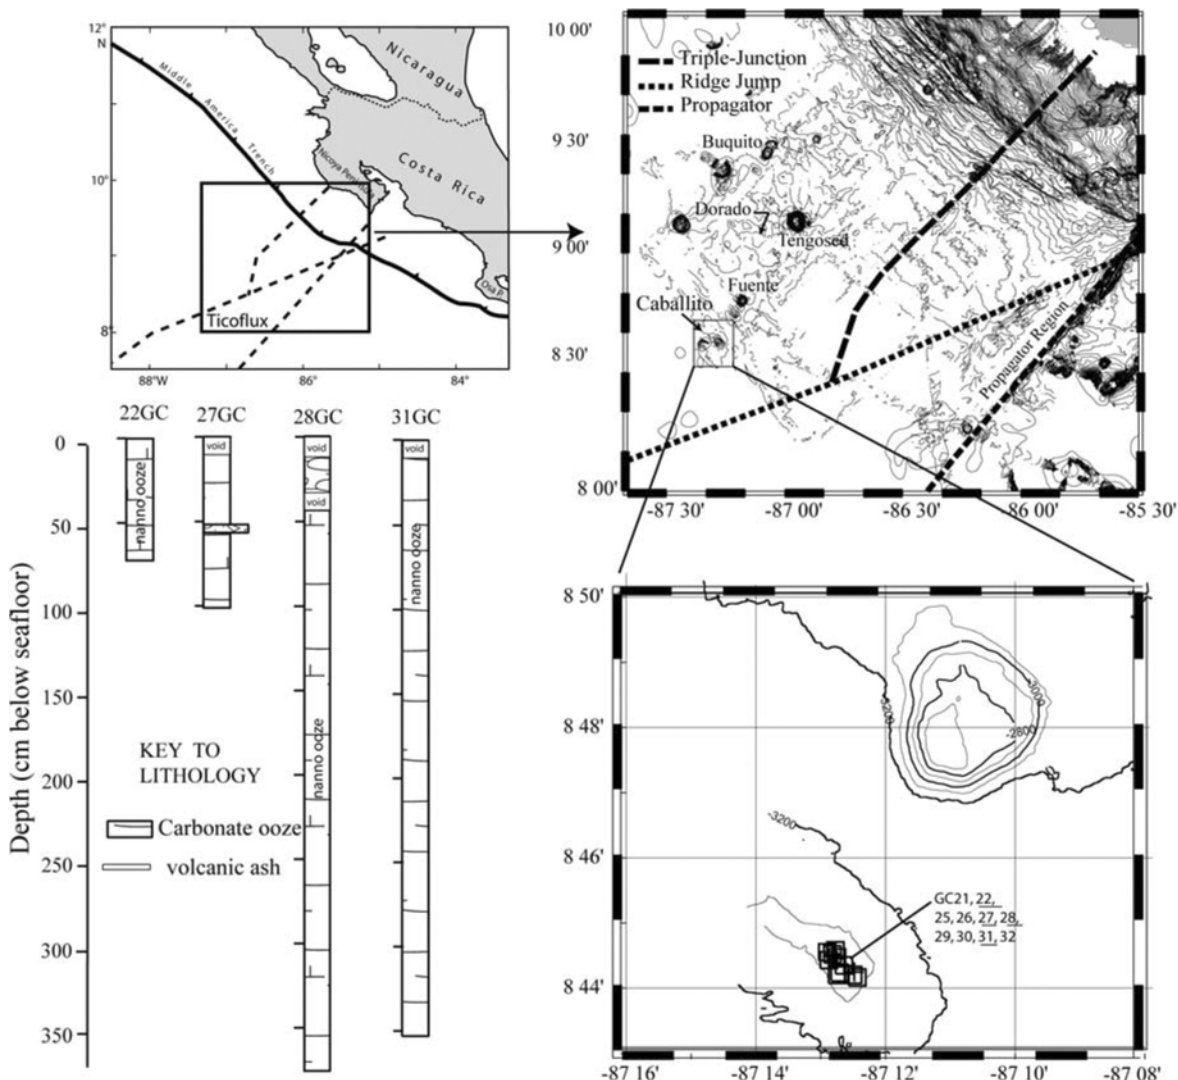 12°
N
10°
8°
88°W
86°
84°
Middle America Trench
Nicaragua
Costa Rica
Nicoya Peninsula
Osa P.
Ticoflux
10 00'
9 30'
9 00'
8 30'
8 00'
Triple-Junction
Ridge Jump
Propagator
Buquito
Dorado
Tengosed
Fuente
Caballito
Propagator Region
-87 30'
-87 00'
-86 30'
86 00'
-85 30'
22GC
27GC
28GC
31GC
void
void
void
void
nanno ooze
nanno ooze
nanno ooze
0
50
100
150
200
250
300
350
Depth (cm below seafloor)
KEY TO
LITHOLOGY
Carbonate ooze
volcanic ash
8 50'
8 48'
8 46'
8 44'
-3200
-3000
-2800
-3200
GC21, 22,
25, 26, 27, 28,
29, 30, 31, 32
-87 16'
-87 14'
-87 12'
-87 10'
-87 08'